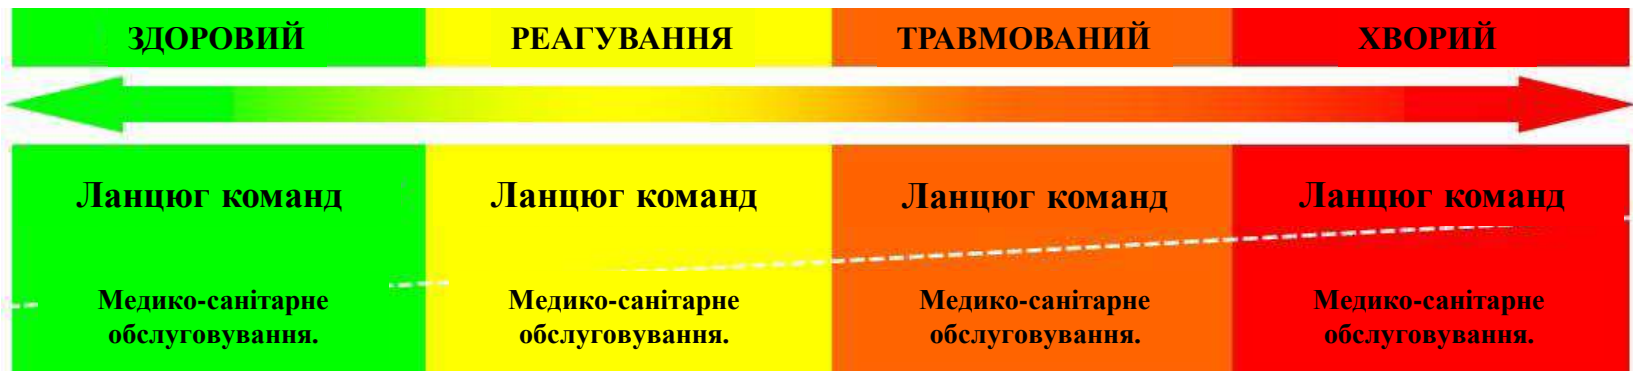 ЗДОРОВИЙ
РЕАГУВАННЯ
ТРАВМОВАНИЙ
ХВОРИЙ
Ланцюг команд
Ланцюг команд
Ланцюг команд
Ланцюг команд
Медико-санітарне
обслуговування.
Медико-санітарне
обслуговування.
Медико-санітарне
обслуговування.
Медико-санітарне
обслуговування.